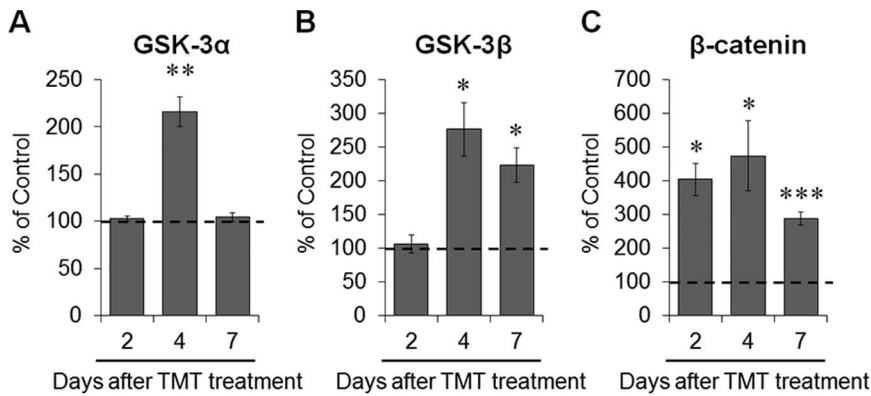 A
GSK-3α
% of Control
250
200
150
100
50
0
**
2 4 7
Days after TMT treatment
B
GSK-3β
% of Control
350
300
250
200
150
100
50
0
*
*
2 4 7
Days after TMT treatment
C
β-catenin
% of Control
700
600
500
400
300
200
100
0
*
*
***
2 4 7
Days after TMT treatment